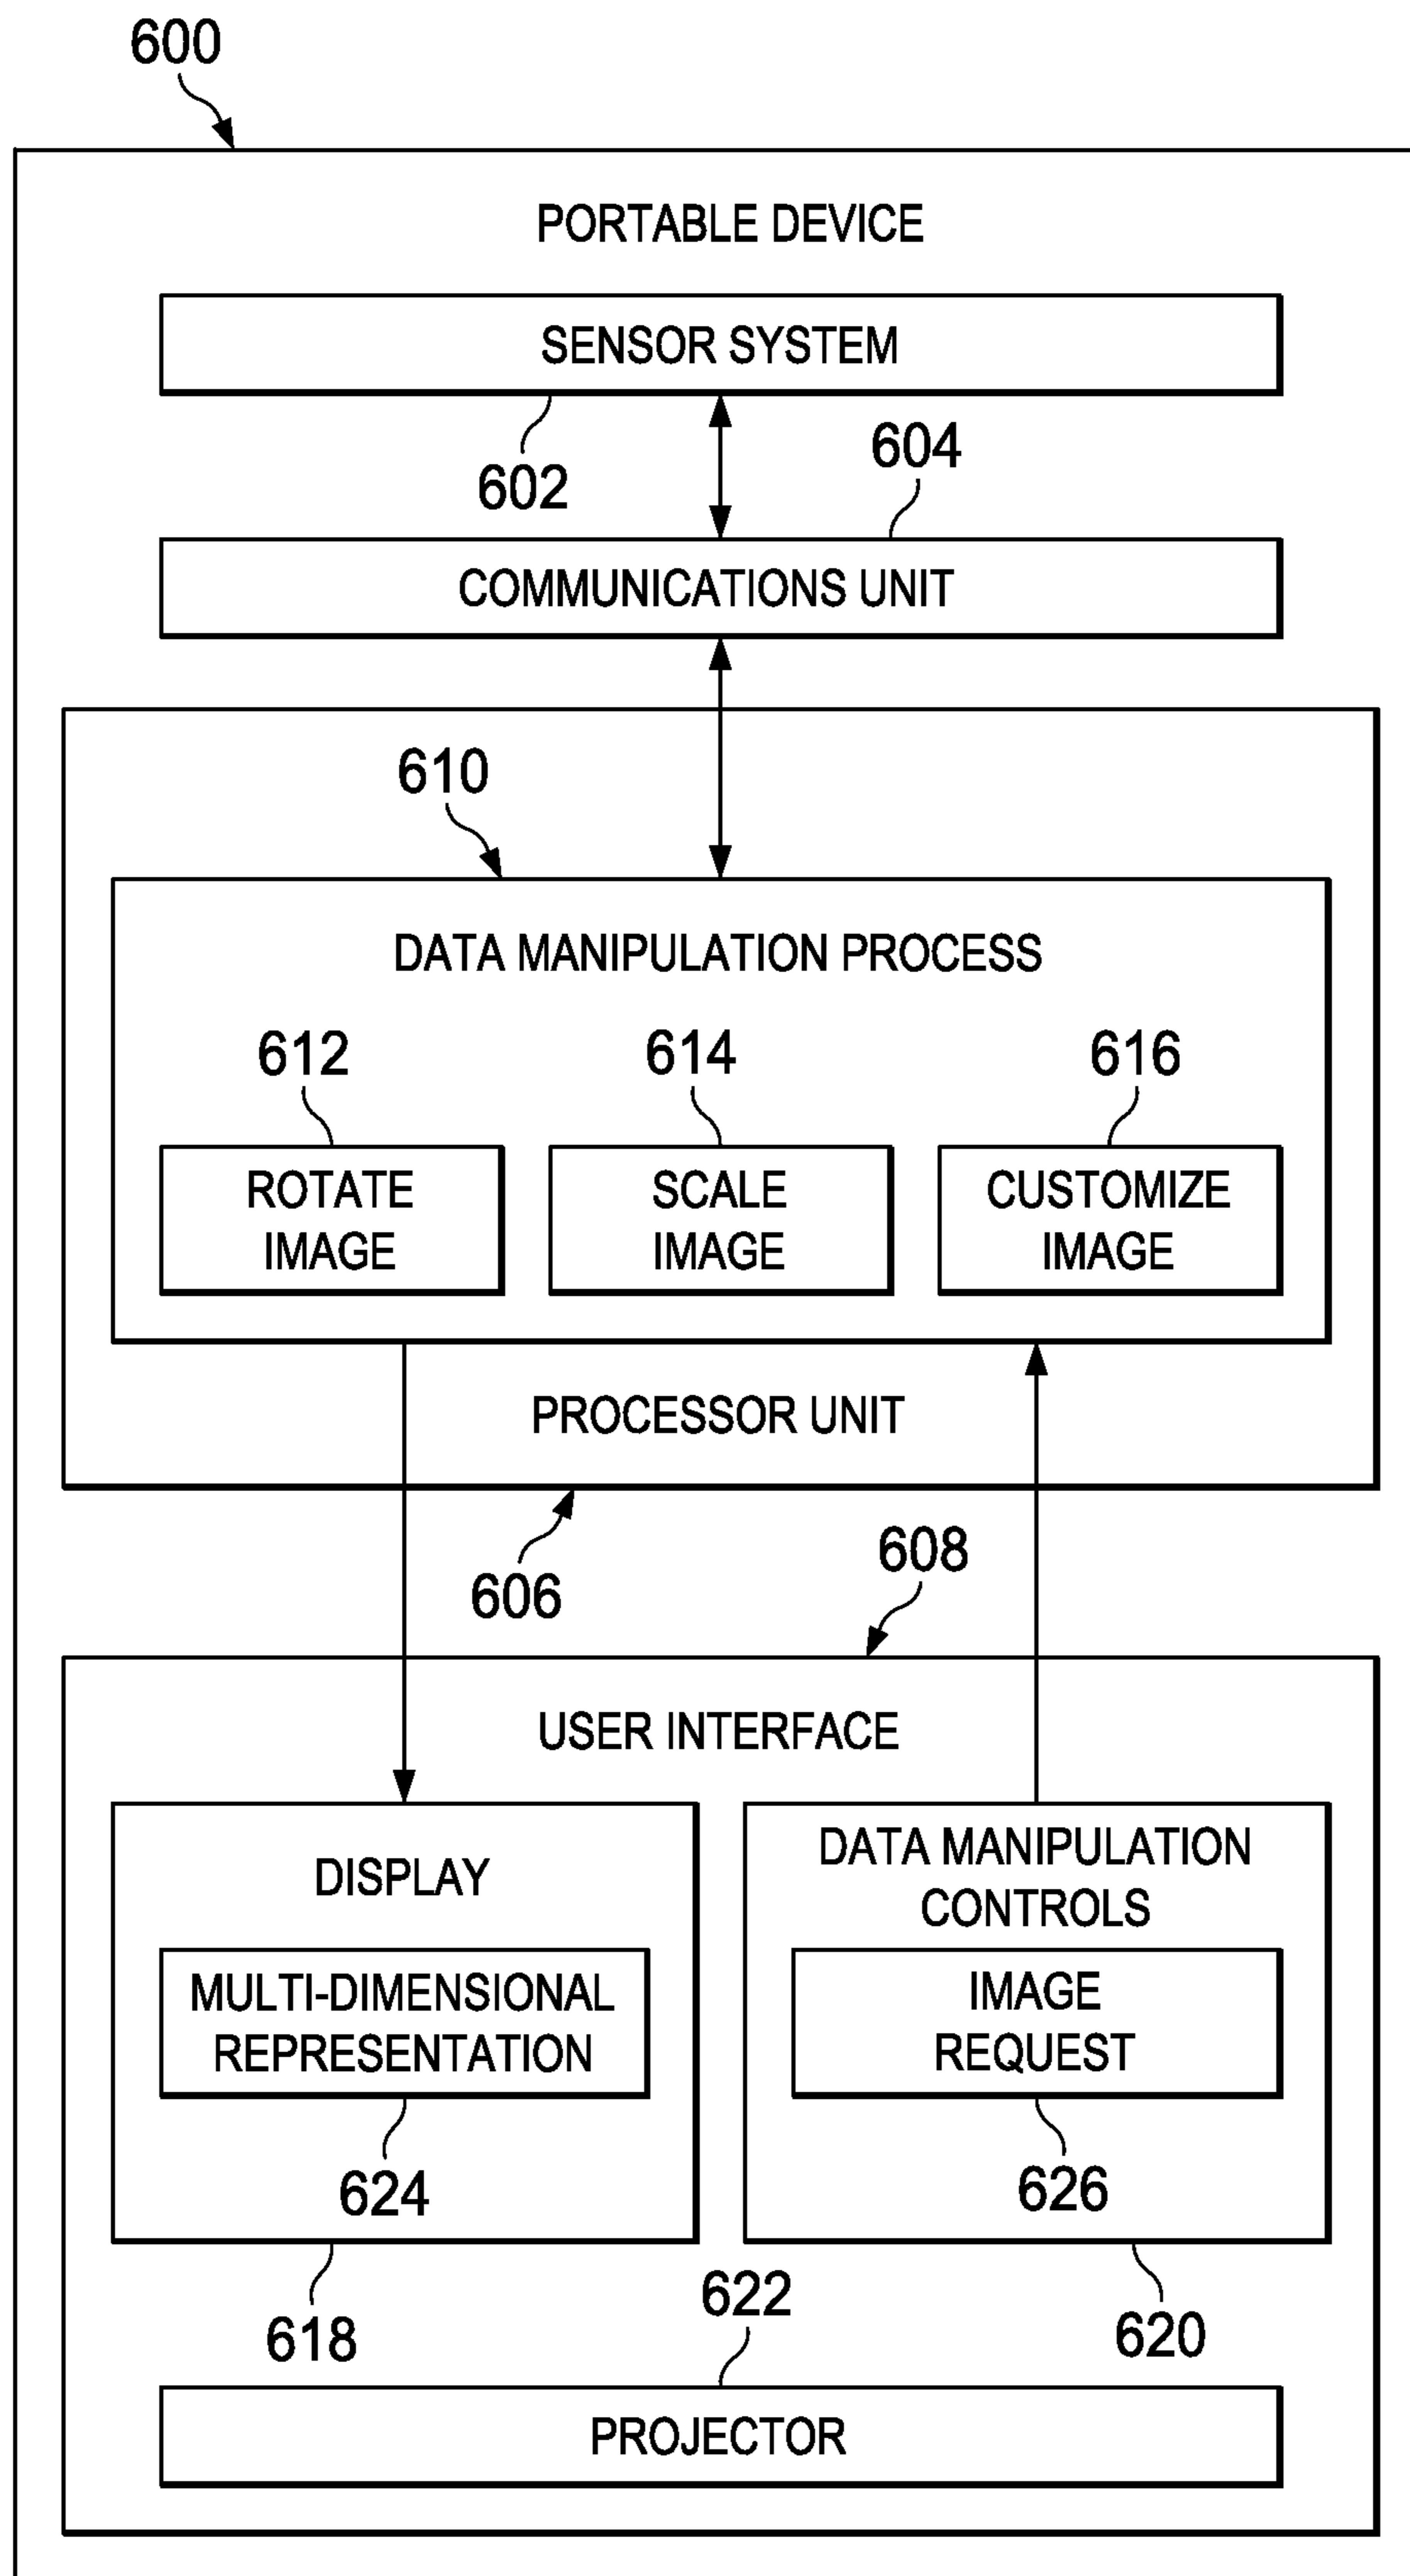 600
PORTABLE DEVICE
SENSOR SYSTEM
602
604
COMMUNICATIONS UNIT
610
DATA MANIPULATION PROCESS
612
614
616
ROTATE
IMAGE
SCALE
IMAGE
CUSTOMIZE
IMAGE
PROCESSOR UNIT
606
608
USER INTERFACE
DISPLAY
MULTI-DIMENSIONAL
REPRESENTATION
624
618
DATA MANIPULATION
CONTROLS
IMAGE
REQUEST
626
620
622
PROJECTOR